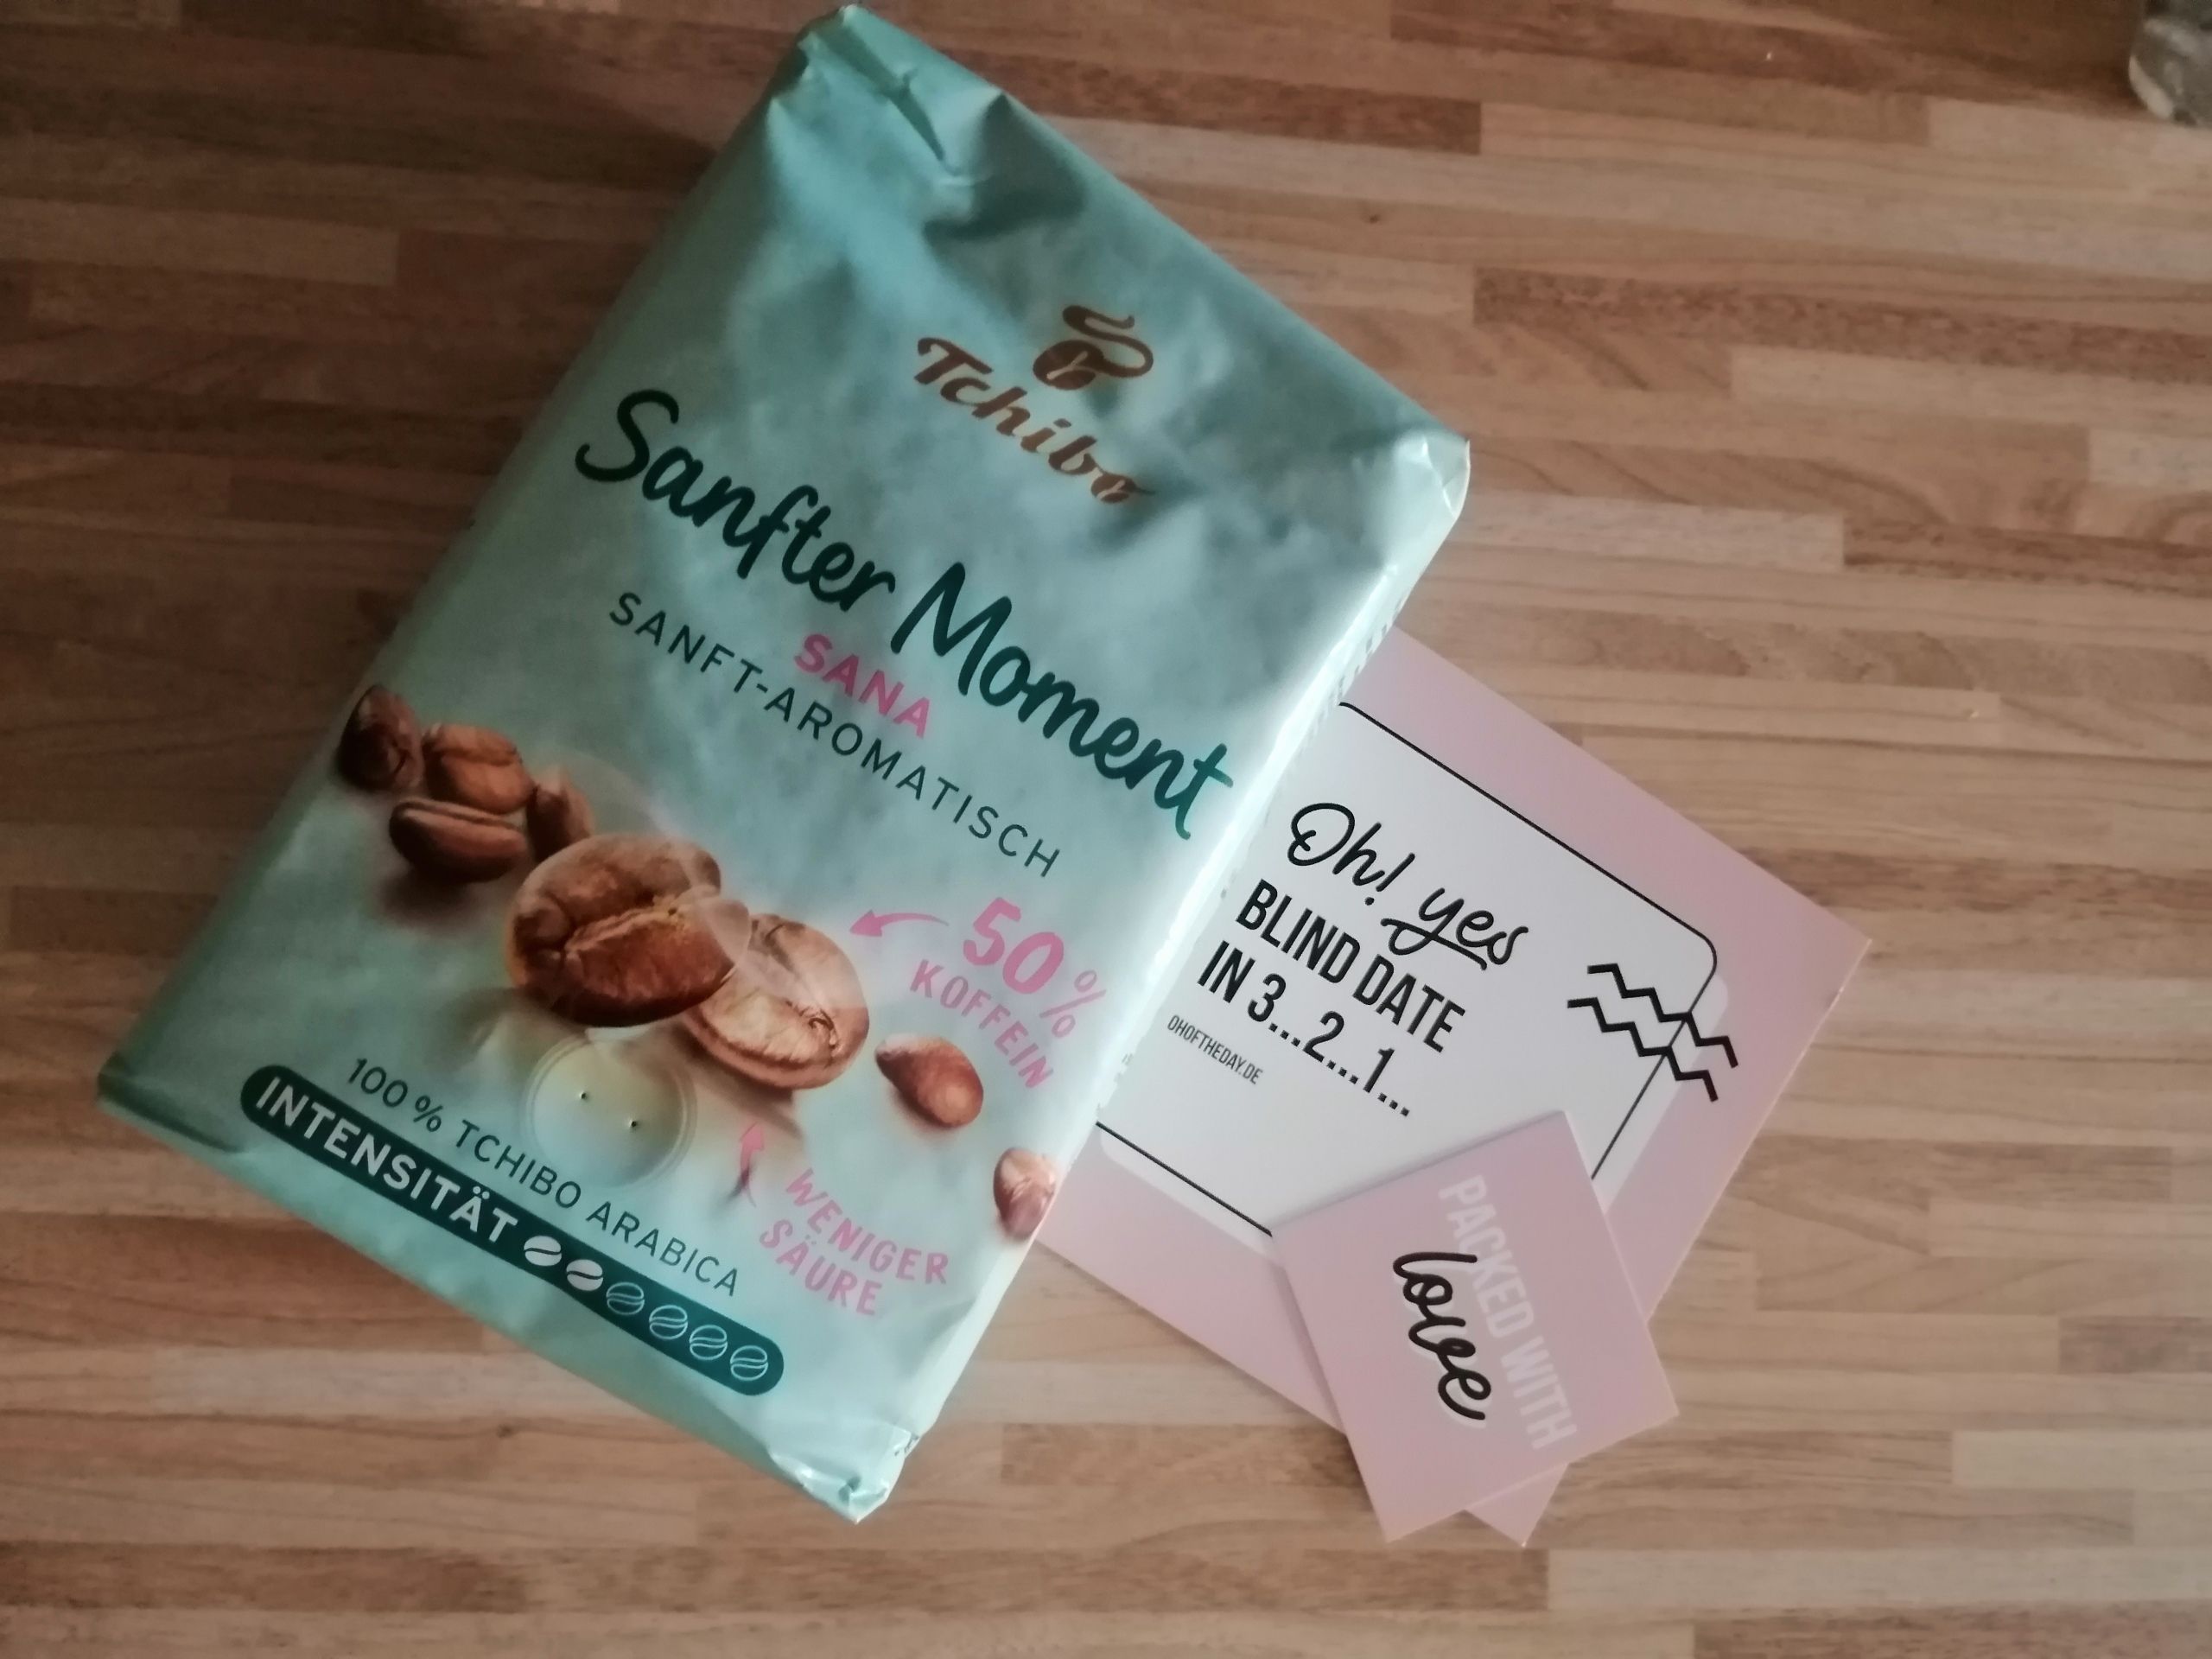 Tchibo
Sanfter Moment
SANA
SANFT-AROMATISCH
50%
KOFFEIN
100% TCHIBO ARABICA
WENIGER
SÄURE
INTENSITÄT
Oh! yes
BLIND DATE
IN 3...2...1...
OHOFTHEDAY.DE
PACKED WITH
love